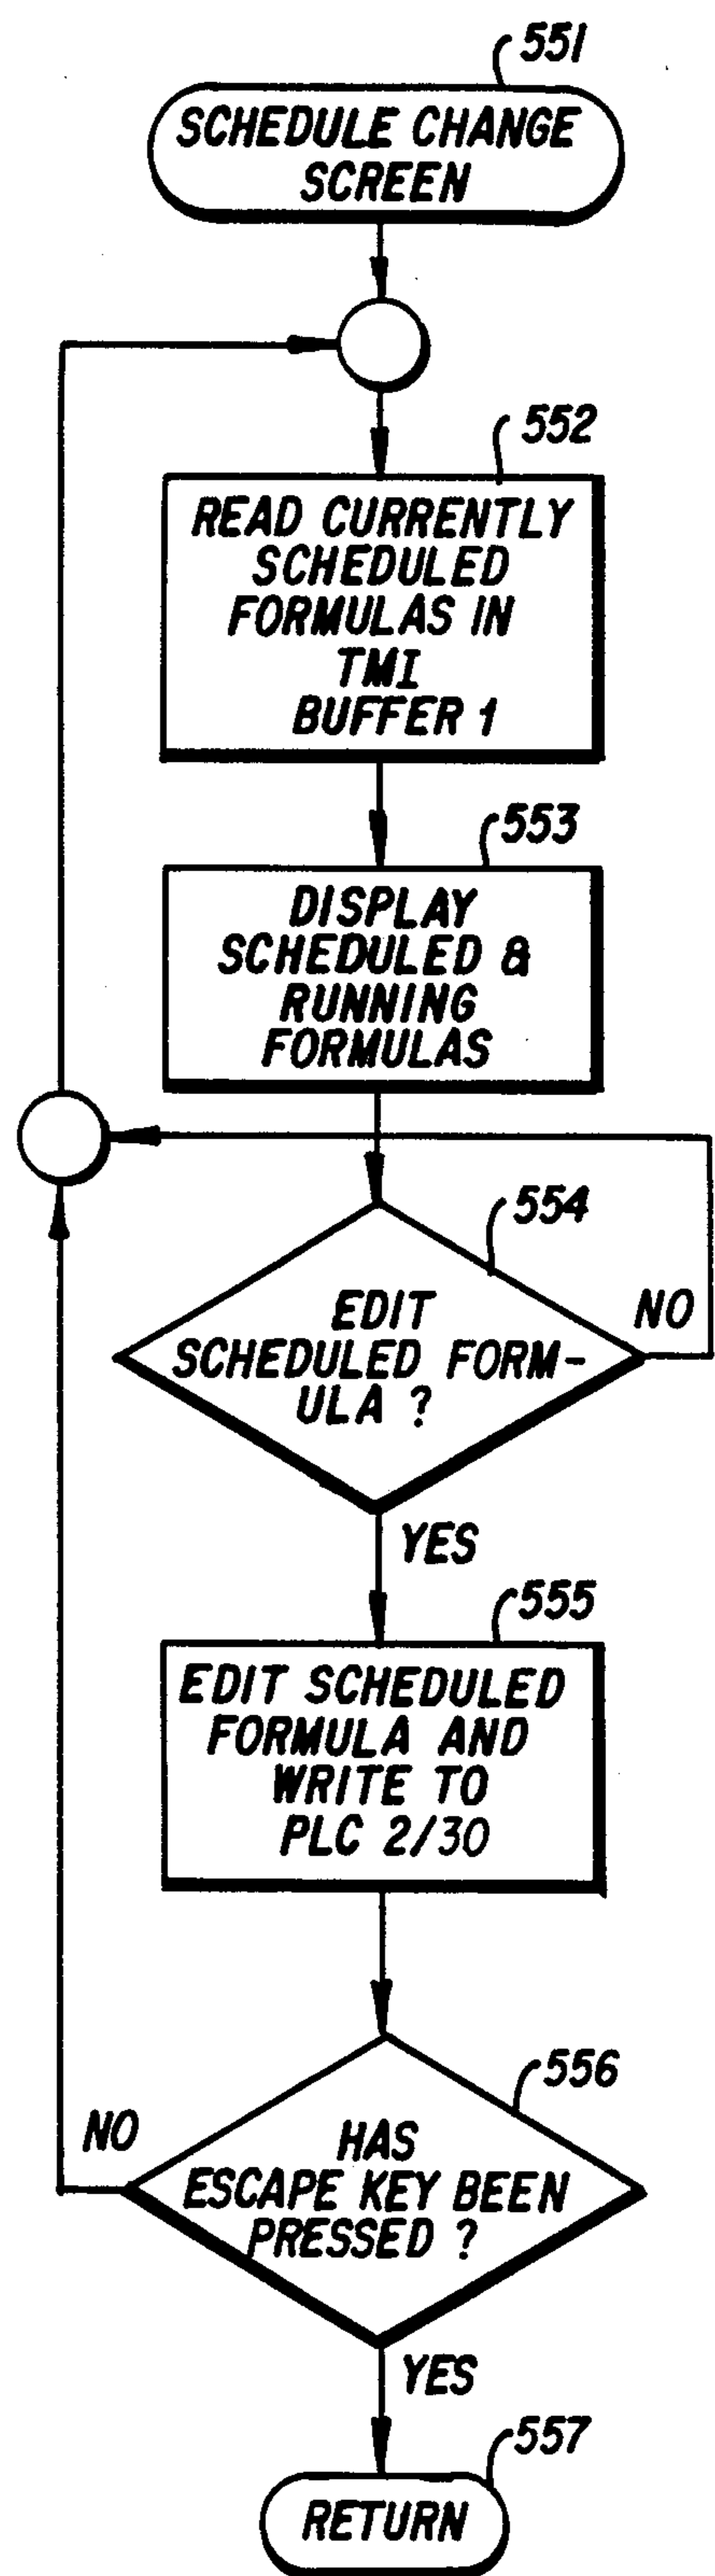 551
SCHEDULE CHANGE
SCREEN
552
READ CURRENTLY
SCHEDULED
FORMULAS IN
TMI
BUFFER 1
553
DISPLAY
SCHEDULED &
RUNNING
FORMULAS
554
EDIT
SCHEDULED FORM-
ULA ?
NO
YES
555
EDIT SCHEDULED
FORMULA AND
WRITE TO
PLC 2/30
556
NO
HAS
ESCAPE KEY BEEN
PRESSED ?
YES
557
RETURN